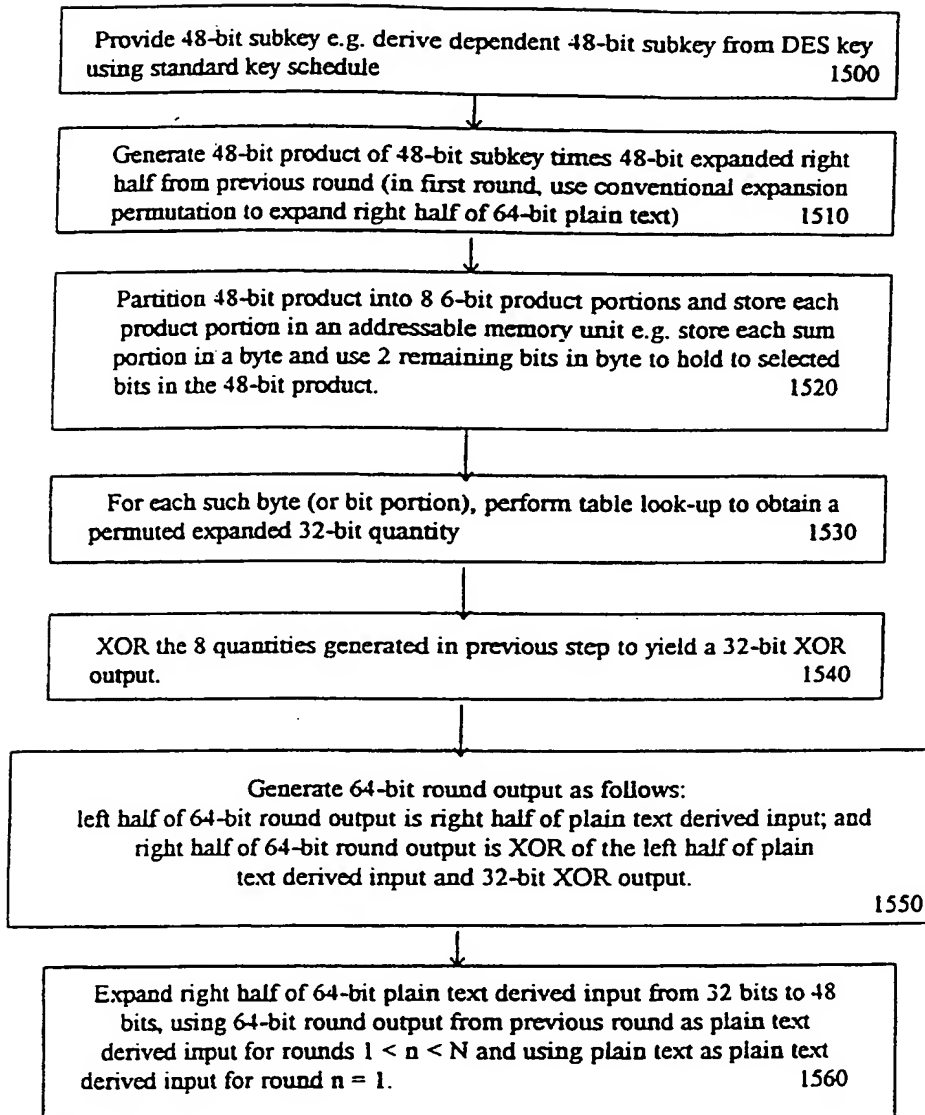 Provide 48-bit subkey e.g. derive dependent 48-bit subkey from DES key
using standard key schedule 1500
Generate 48-bit product of 48-bit subkey times 48-bit expanded right
half from previous round (in first round, use conventional expansion
permutation to expand right half of 64-bit plain text) 1510
Partition 48-bit product into 8 6-bit product portions and store each
product portion in an addressable memory unit e.g. store each sum
portion in a byte and use 2 remaining bits in byte to hold to selected
bits in the 48-bit product. 1520
For each such byte (or bit portion), perform table look-up to obtain a
permuted expanded 32-bit quantity 1530
XOR the 8 quantities generated in previous step to yield a 32-bit XOR
output. 1540
Generate 64-bit round output as follows:
left half of 64-bit round output is right half of plain text derived input; and
right half of 64-bit round output is XOR of the left half of plain
text derived input and 32-bit XOR output.
1550
Expand right half of 64-bit plain text derived input from 32 bits to 48
bits, using 64-bit round output from previous round as plain text
derived input for rounds 1 < n < N and using plain text as plain text
derived input for round n = 1. 1560